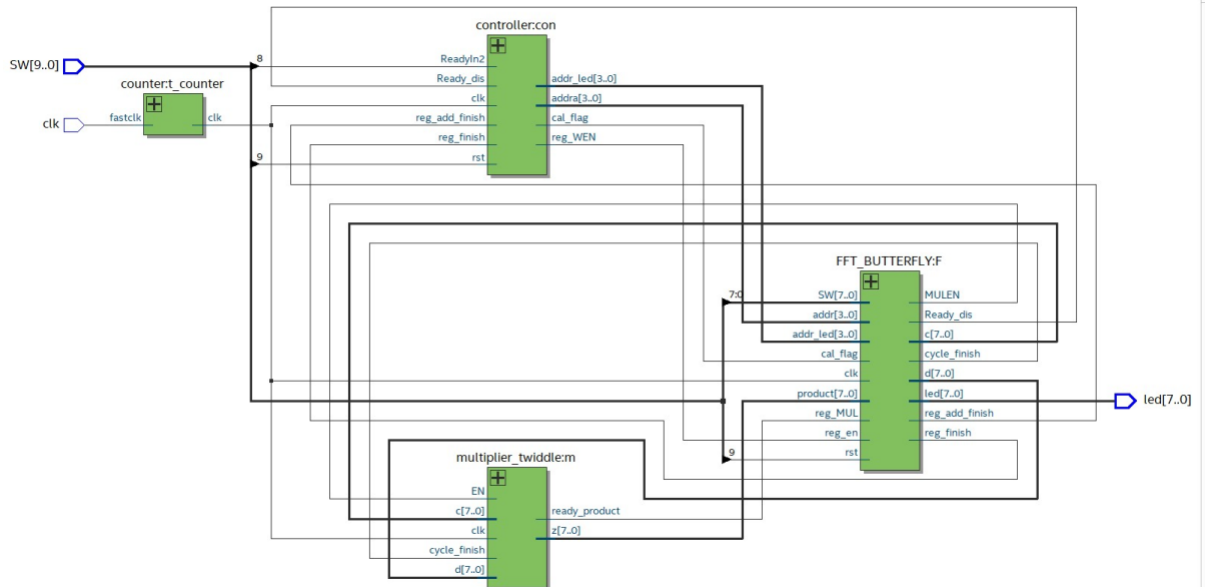 controller:con
SW[9..0]
8
ReadyIn2
Ready_dis
clk
reg_add_finish
reg_finish
9
rst
addr_led[3..0]
addra[3..0]
cal_flag
reg_WEN
counter:t_counter
clk
fastclk
clk
FFT_BUTTERFLY:F
7:0
SW[7..0]
addr[3..0]
addr_led[3..0]
cal_flag
clk
product[7..0]
reg_MUL
reg_en
9
rst
MULEN
Ready_dis
c[7..0]
cycle_finish
d[7..0]
led[7..0]
reg_add_finish
reg_finish
led[7..0]
multiplier_twiddle:m
EN
c[7..0]
clk
cycle_finish
d[7..0]
ready_product
z[7..0]